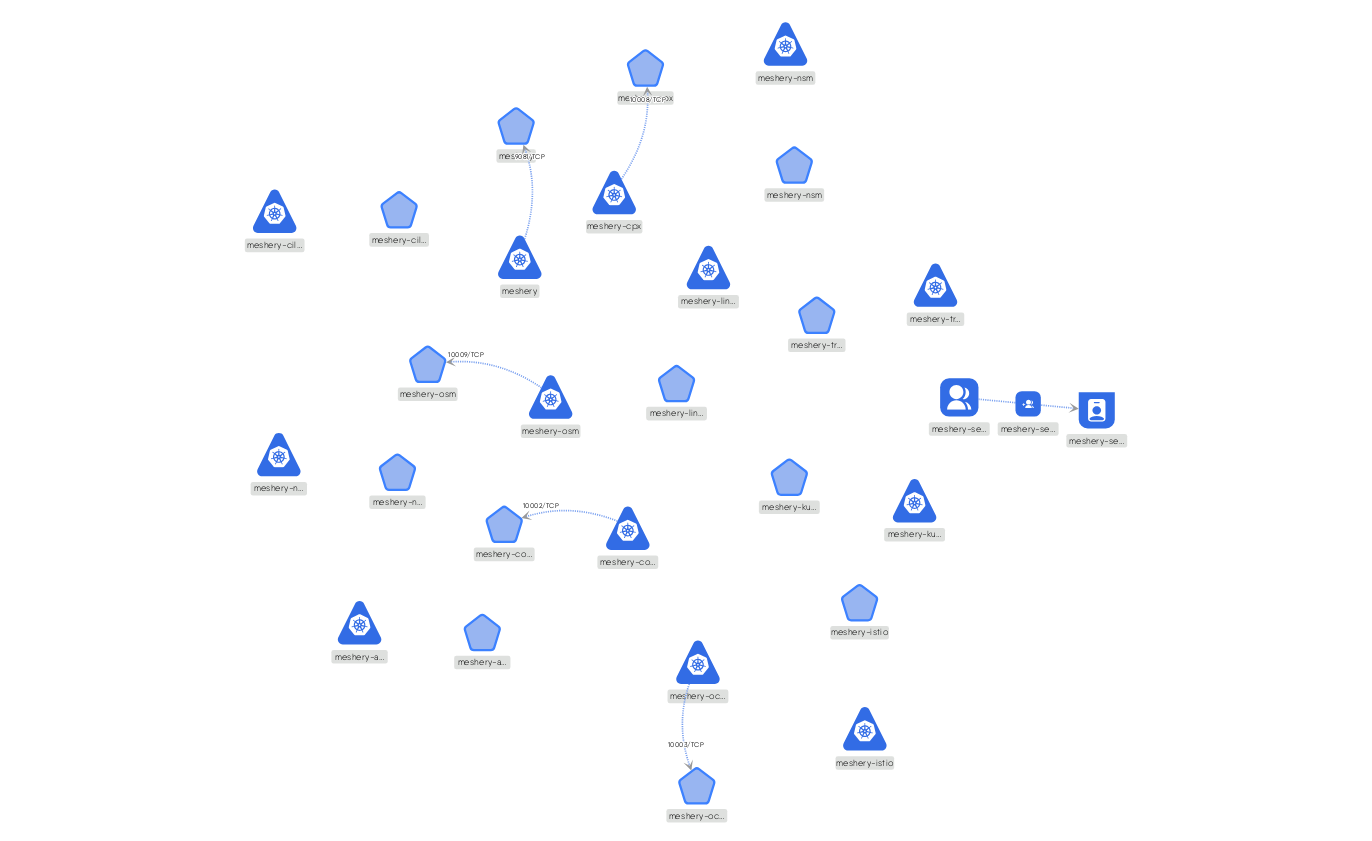 meshery-nsm
10008/TCP
9081/TCP
meshery-nsm
meshery-cpx
meshery-cil...
meshery-cil...
meshery
meshery-lin...
meshery-tr...
meshery-tr...
10009/TCP
meshery-osm
meshery-lin...
meshery-osm
meshery-se...
meshery-se...
meshery-se...
meshery-n...
meshery-n...
10002/TCP
meshery-ku...
meshery-ku...
meshery-co...
meshery-co...
meshery-istio
meshery-a...
meshery-a...
meshery-oc...
10003/TCP
meshery-istio
meshery-oc...